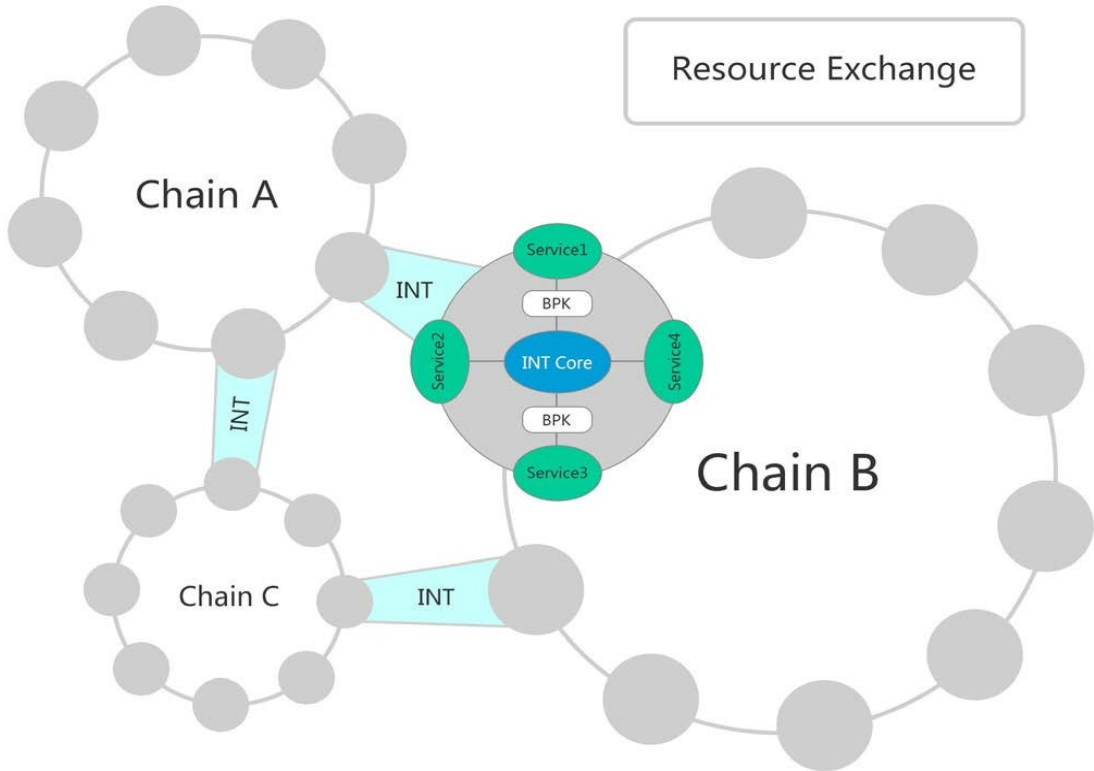 Resource Exchange
Chain A
Service1
INT
BPK
Service2
INT Core
Service4
INT
BPK
Chain B
Service3
Chain C
INT